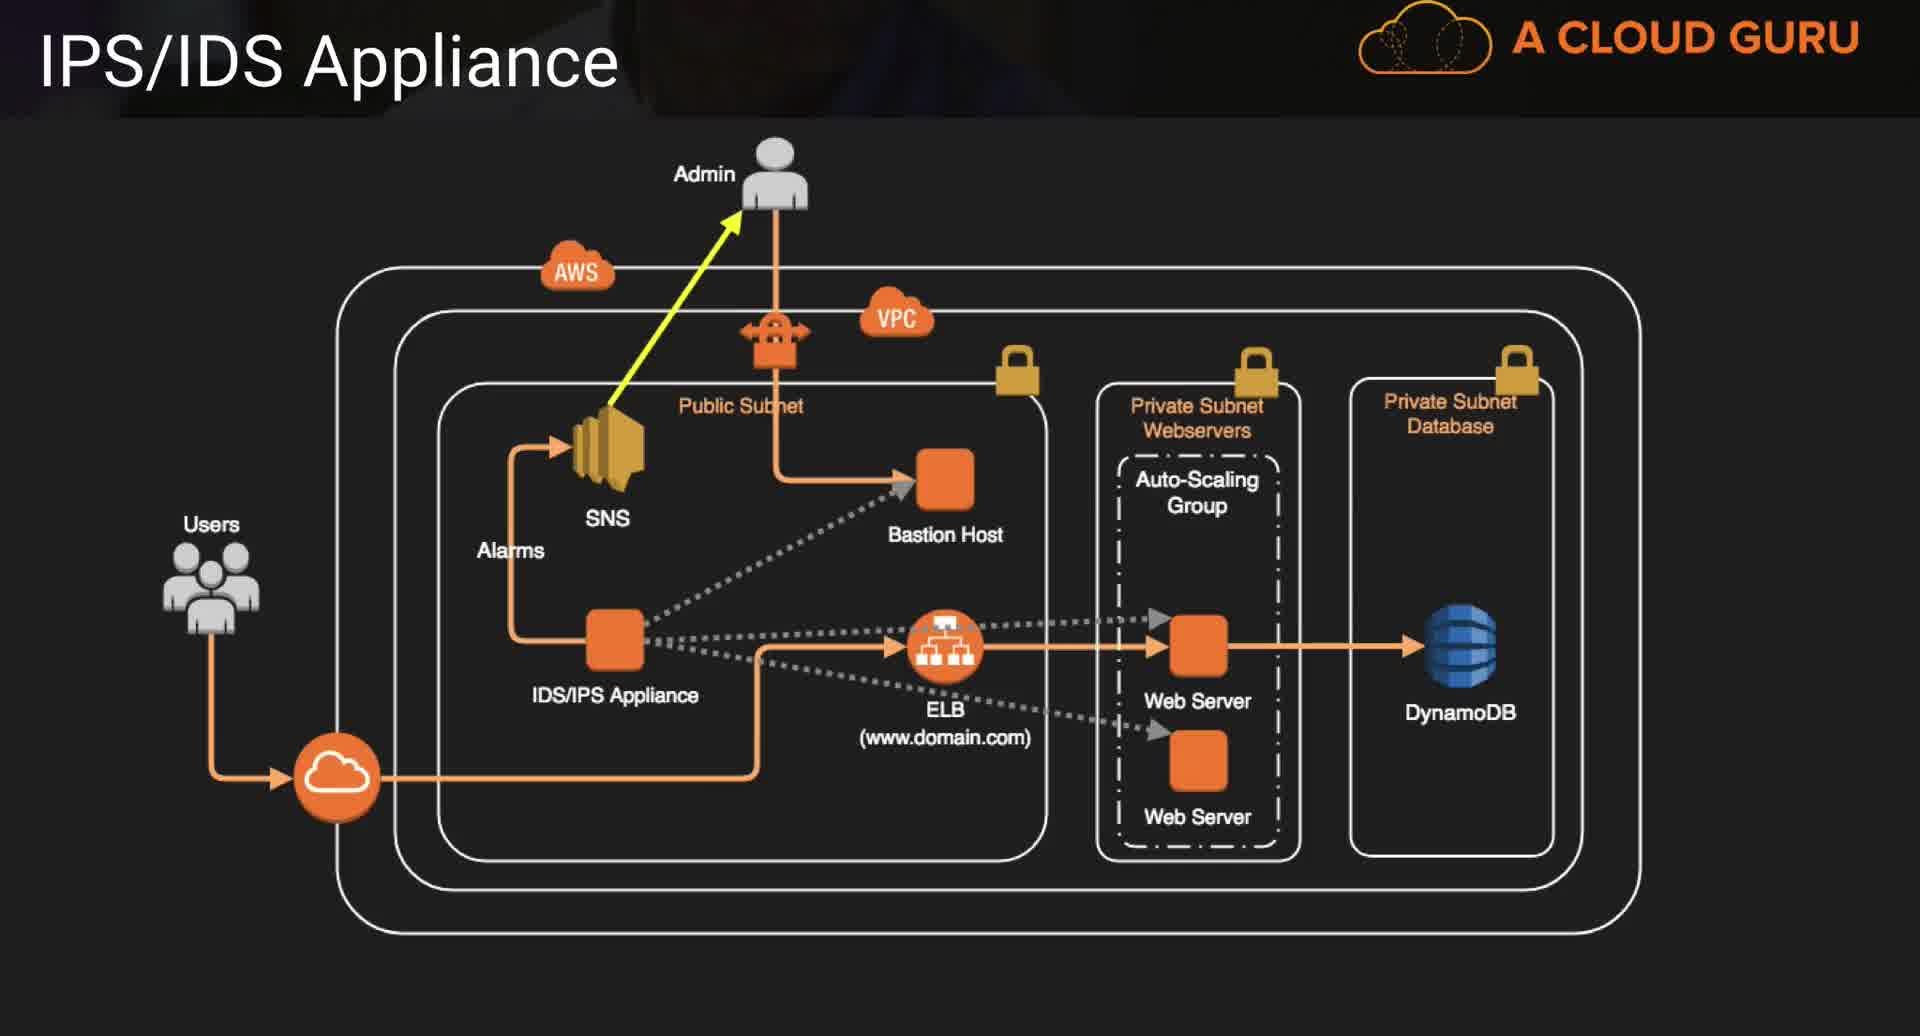 IPS/IDS Appliance
A CLOUD GURU
Admin
AWS
VPC
Public Subnet
Private Subnet
Webservers
Private Subnet
Database
Auto-Scaling
Group
SNS
Bastion Host
Users
Alarms
IDS/IPS Appliance
ELB
(www.domain.com)
Web Server
DynamoDB
Web Server